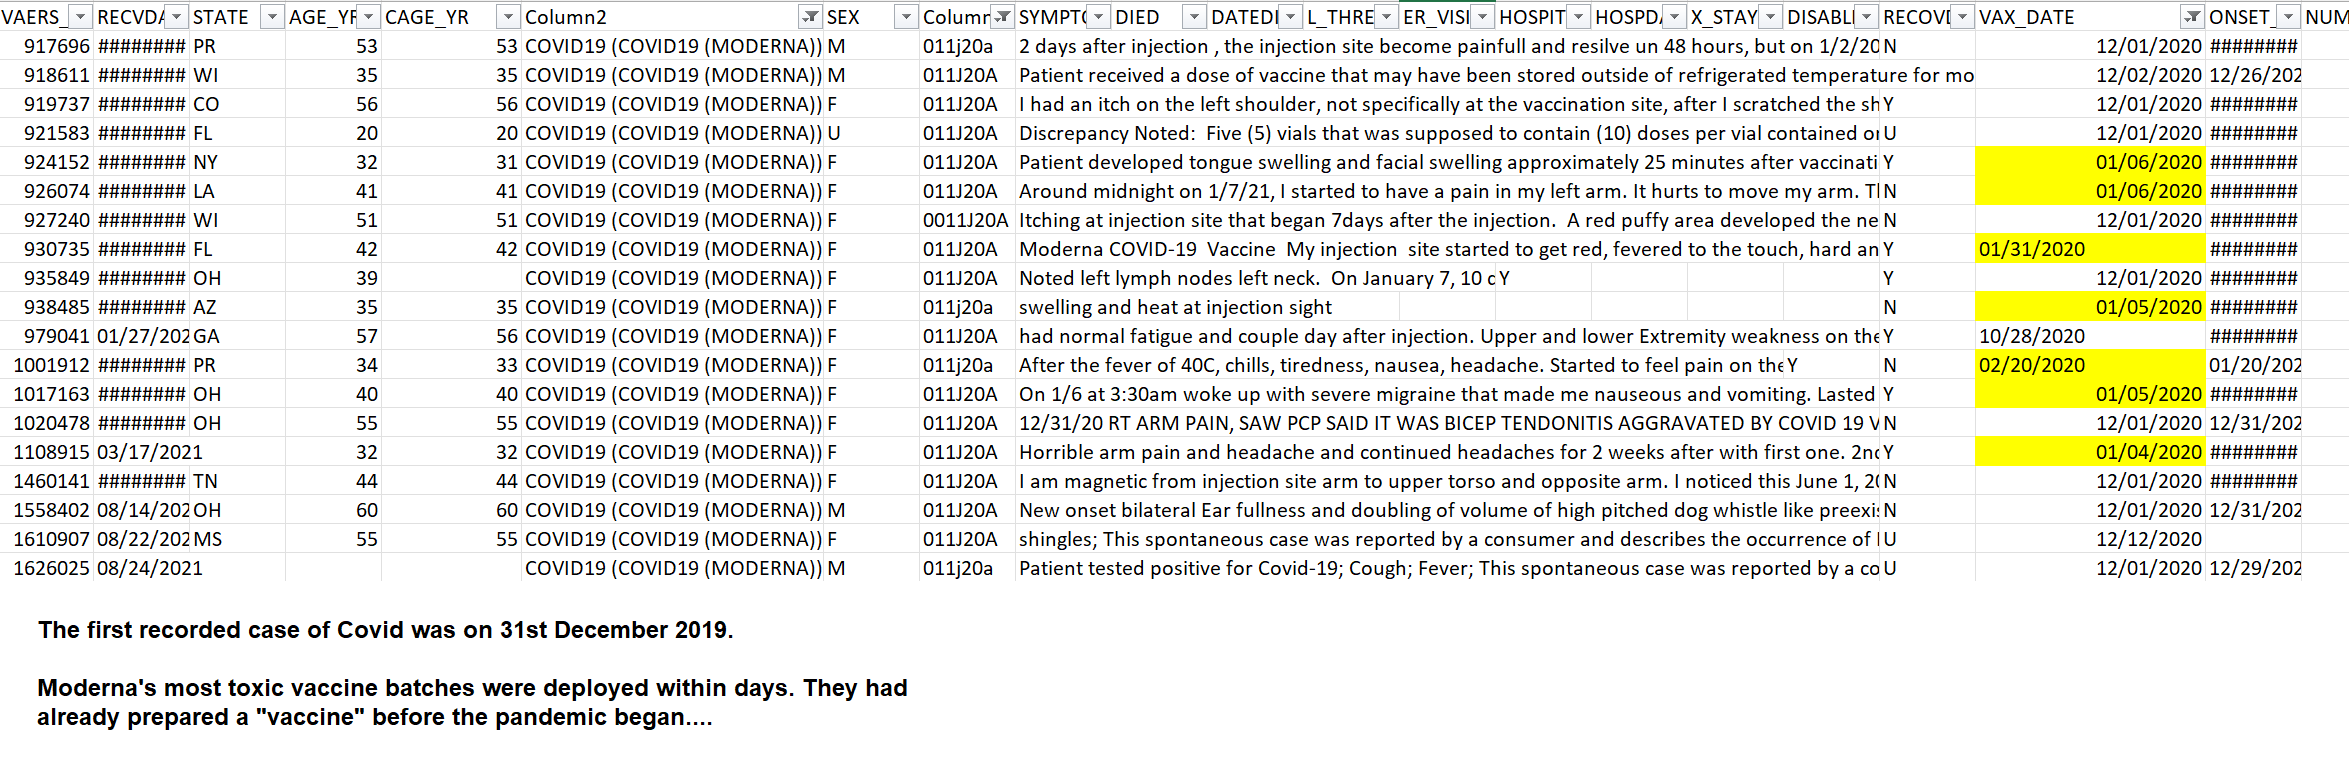 VAERS_ RECVDA STATE AGE_YR CAGE_YR Column2 SEX Column SYMPTO DIED DATEDI L_THRE ER_VISI HOSPIT HOSPDA X_STAY DISABL RECOVI VAX_DATE ONSET_ NUM
917696 ######## PR 53 53 COVID19 (COVID19 (MODERNA)) M 011j20a 2 days after injection , the injection site become painfull and resilve un 48 hours, but on 1/2/20 N 12/01/2020 ########
918611 ######## WI 35 35 COVID19 (COVID19 (MODERNA)) M 011J20A Patient received a dose of vaccine that may have been stored outside of refrigerated temperature for mo 12/02/2020 12/26/202
919737 ######## CO 56 56 COVID19 (COVID19 (MODERNA)) F 011J20A I had an itch on the left shoulder, not specifically at the vaccination site, after I scratched the sh Y 12/01/2020 ########
921583 ######## FL 20 20 COVID19 (COVID19 (MODERNA)) U 011J20A Discrepancy Noted: Five (5) vials that was supposed to contain (10) doses per vial contained or U 12/01/2020 ########
924152 ######## NY 32 31 COVID19 (COVID19 (MODERNA)) F 011J20A Patient developed tongue swelling and facial swelling approximately 25 minutes after vaccinati Y 01/06/2020 ########
926074 ######## LA 41 41 COVID19 (COVID19 (MODERNA)) F 011J20A Around midnight on 1/7/21, I started to have a pain in my left arm. It hurts to move my arm. Tl N 01/06/2020 ########
927240 ######## WI 51 51 COVID19 (COVID19 (MODERNA)) F 0011J20A Itching at injection site that began 7days after the injection. A red puffy area developed the ne N 12/01/2020 ########
930735 ######## FL 42 42 COVID19 (COVID19 (MODERNA)) F 011J20A Moderna COVID-19 Vaccine My injection site started to get red, fevered to the touch, hard an Y 01/31/2020 ########
935849 ######## OH 39 COVID19 (COVID19 (MODERNA)) F 011J20A Noted left lymph nodes left neck. On January 7, 10 d Y Y 12/01/2020 ########
938485 ######## AZ 35 35 COVID19 (COVID19 (MODERNA)) F 011j20a swelling and heat at injection sight N 01/05/2020 ########
979041 01/27/202 GA 57 56 COVID19 (COVID19 (MODERNA)) F 011J20A had normal fatigue and couple day after injection. Upper and lower Extremity weakness on the Y 10/28/2020 ########
1001912 ######## PR 34 33 COVID19 (COVID19 (MODERNA)) F 011j20a After the fever of 40C, chills, tiredness, nausea, headache. Started to feel pain on the Y N 02/20/2020 01/20/202
1017163 ######## OH 40 40 COVID19 (COVID19 (MODERNA)) F 011J20A On 1/6 at 3:30am woke up with severe migraine that made me nauseous and vomiting. Lasted Y 01/05/2020 ########
1020478 ######## OH 55 55 COVID19 (COVID19 (MODERNA)) F 011J20A 12/31/20 RT ARM PAIN, SAW PCP SAID IT WAS BICEP TENDONITIS AGGRAVATED BY COVID 19 V N 12/01/2020 12/31/202
1108915 03/17/2021 32 32 COVID19 (COVID19 (MODERNA)) F 011J20A Horrible arm pain and headache and continued headaches for 2 weeks after with first one. 2nd Y 01/04/2020 ########
1460141 ######## TN 44 44 COVID19 (COVID19 (MODERNA)) F 011J20A I am magnetic from injection site arm to upper torso and opposite arm. I noticed this June 1, 20 N 12/01/2020 ########
1558402 08/14/202 OH 60 60 COVID19 (COVID19 (MODERNA)) M 011J20A New onset bilateral Ear fullness and doubling of volume of high pitched dog whistle like preexis N 12/01/2020 12/31/202
1610907 08/22/202 MS 55 55 COVID19 (COVID19 (MODERNA)) F 011J20A shingles; This spontaneous case was reported by a consumer and describes the occurrence of U 12/12/2020
1626025 08/24/2021 COVID19 (COVID19 (MODERNA)) M 011j20a Patient tested positive for Covid-19; Cough; Fever; This spontaneous case was reported by a co U 12/01/2020 12/29/202
The first recorded case of Covid was on 31st December 2019.
Moderna's most toxic vaccine batches were deployed within days. They had
already prepared a "vaccine" before the pandemic began....